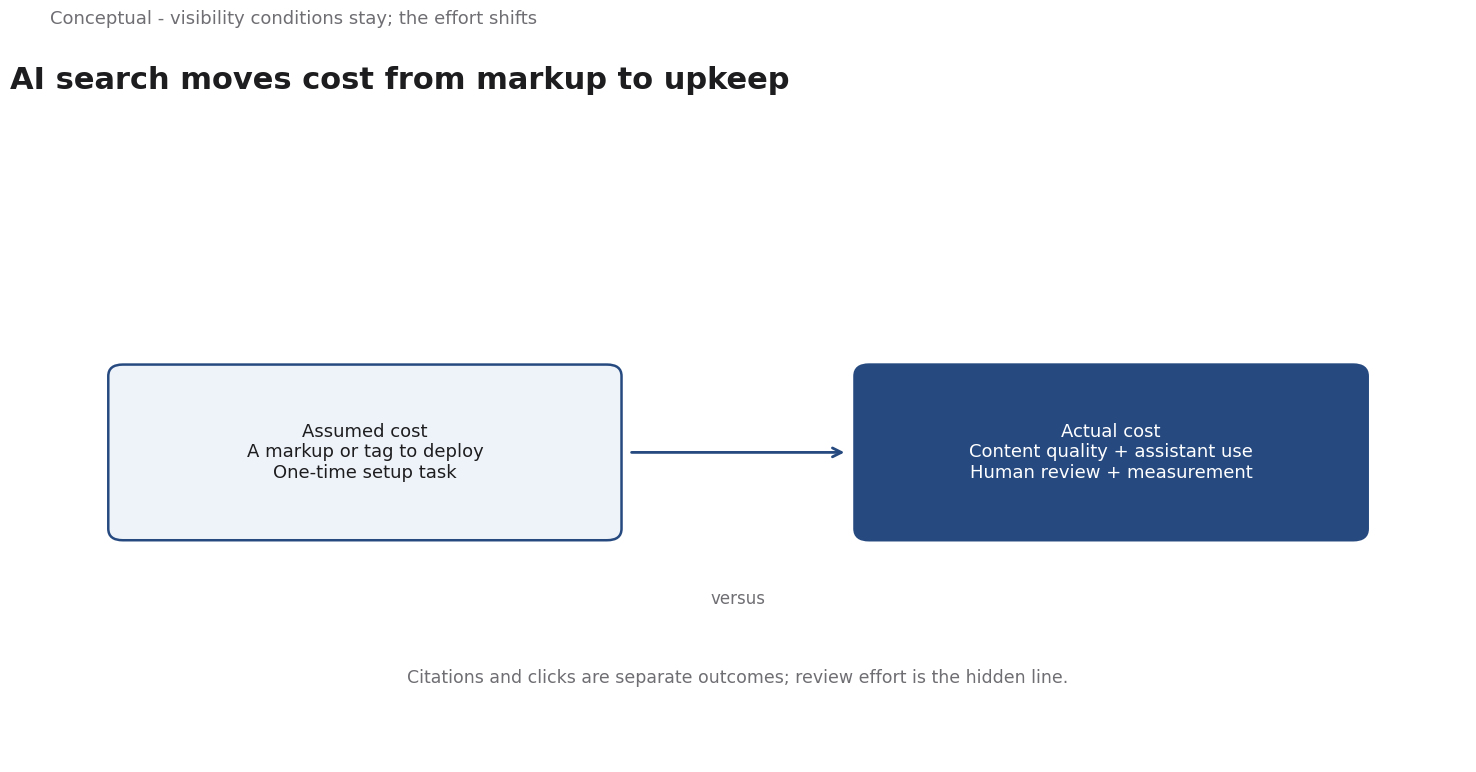 Conceptual - visibility conditions stay; the effort shifts
AI search moves cost from markup to upkeep
Assumed cost
A markup or tag to deploy
One-time setup task
Actual cost
Content quality + assistant use
Human review + measurement
versus
Citations and clicks are separate outcomes; review effort is the hidden line.